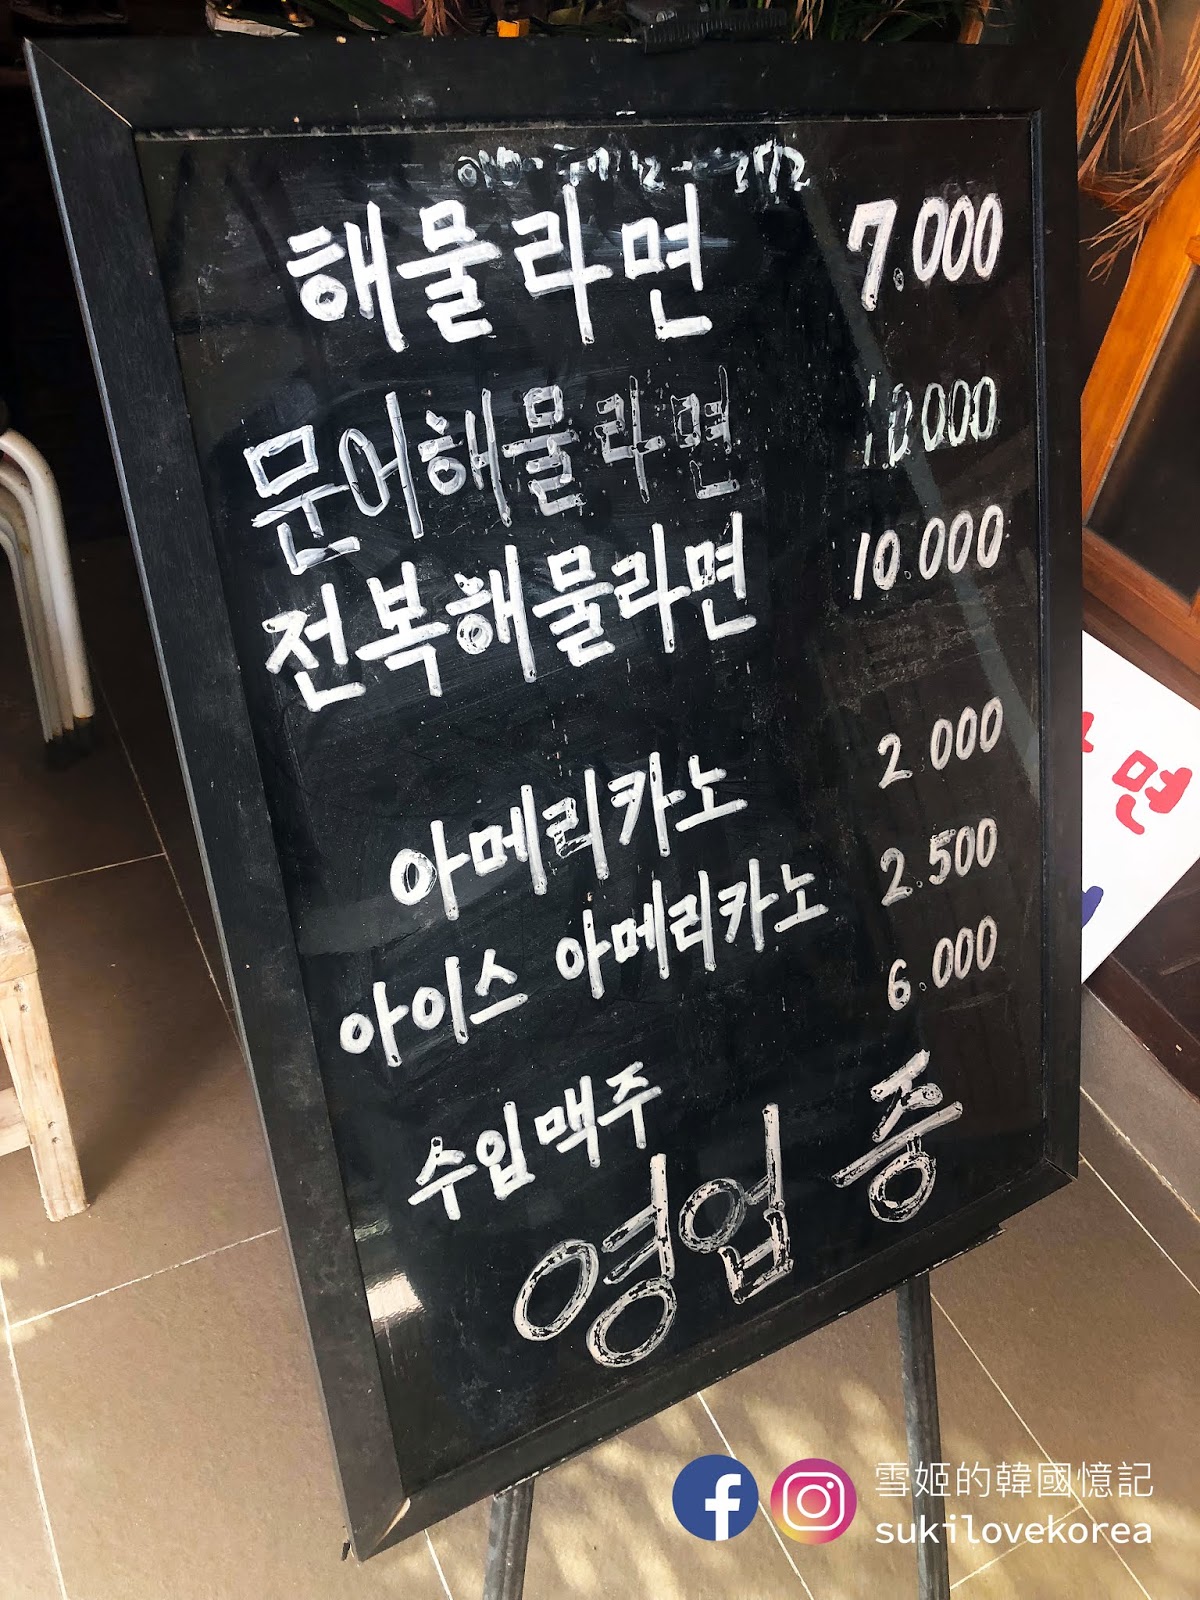 해물라면 7.000
문어해물라면 10.000
전복해물라면 10.000
아메리카노 2.000
아이스 아메리카노 2.500
수입맥주 6.000
영업 중
면
雪姬的韓國憶記
sukilovekorea